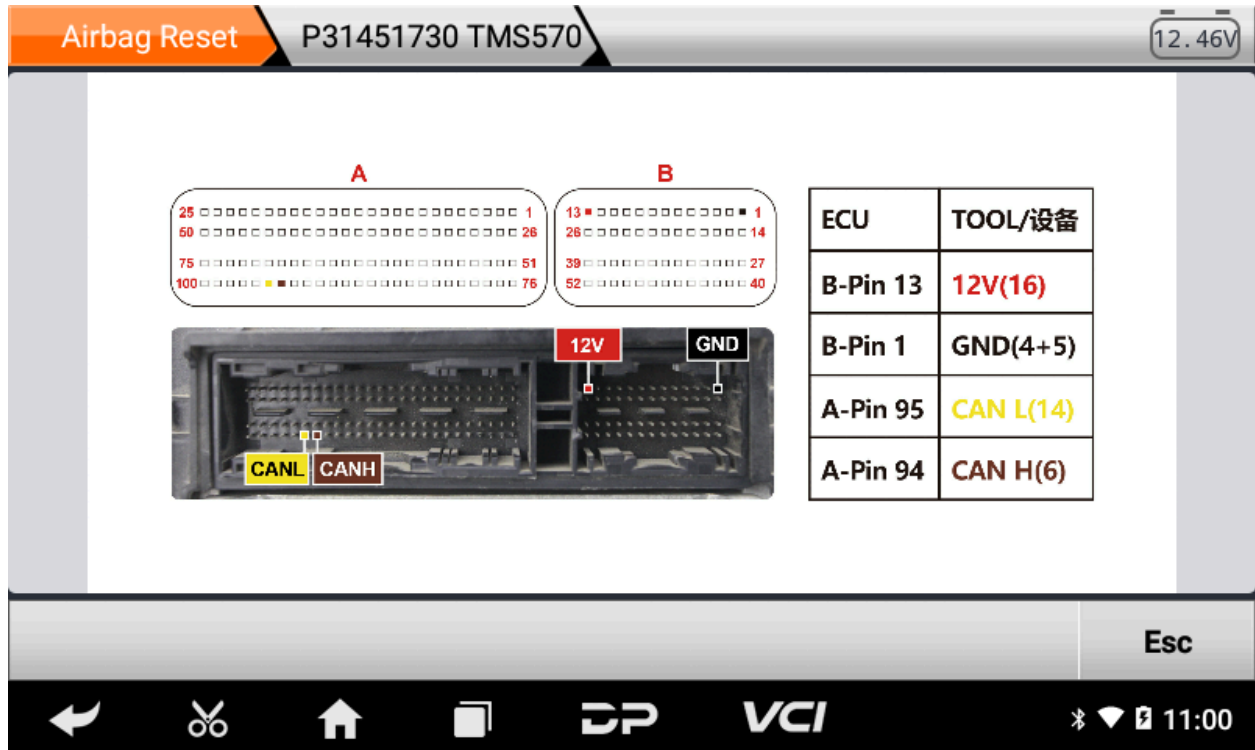 Airbag Reset
P31451730 TMS570
12.46V
A
B
25 1
50 26
75 51
100 76
13 1
26 14
39 27
52 40
12V
GND
CANL
CANH
ECU TOOL/设备
B-Pin 13 12V(16)
B-Pin 1 GND(4+5)
A-Pin 95 CAN L(14)
A-Pin 94 CAN H(6)
Esc
DP
VCI
11:00